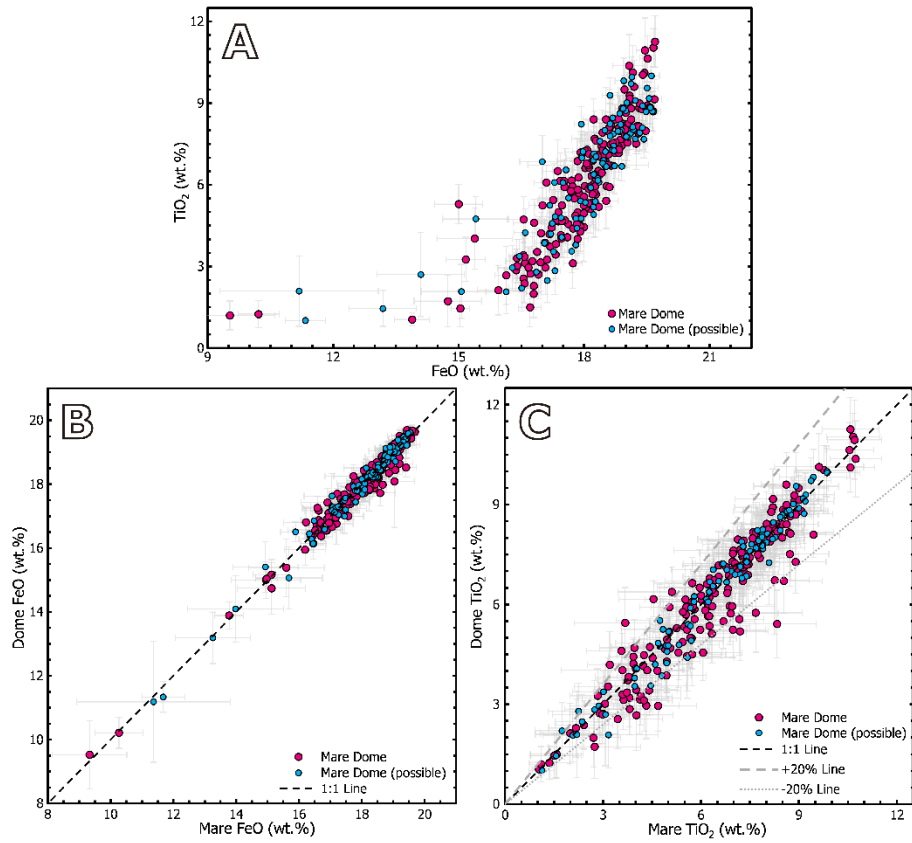 A
12
9
6
3
0
TiO₂ (wt.%)
9
12
15
18
21
FeO (wt.%)
Mare Dome
Mare Dome (possible)
B
20
18
16
14
12
10
8
Dome FeO (wt.%)
8
10
12
14
16
18
20
Mare FeO (wt.%)
Mare Dome
Mare Dome (possible)
1:1 Line
C
12
9
6
3
0
Dome TiO₂ (wt.%)
0
3
6
9
12
Mare TiO₂ (wt.%)
Mare Dome
Mare Dome (possible)
1:1 Line
+20% Line
-20% Line